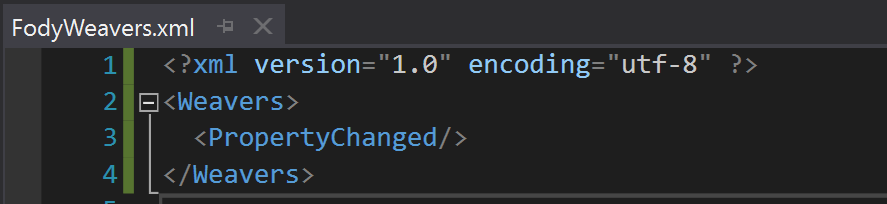 FodyWeavers.xml
1 <?xml version="1.0" encoding="utf-8" ?>
2 <Weavers>
3 <PropertyChanged/>
4 </Weavers>